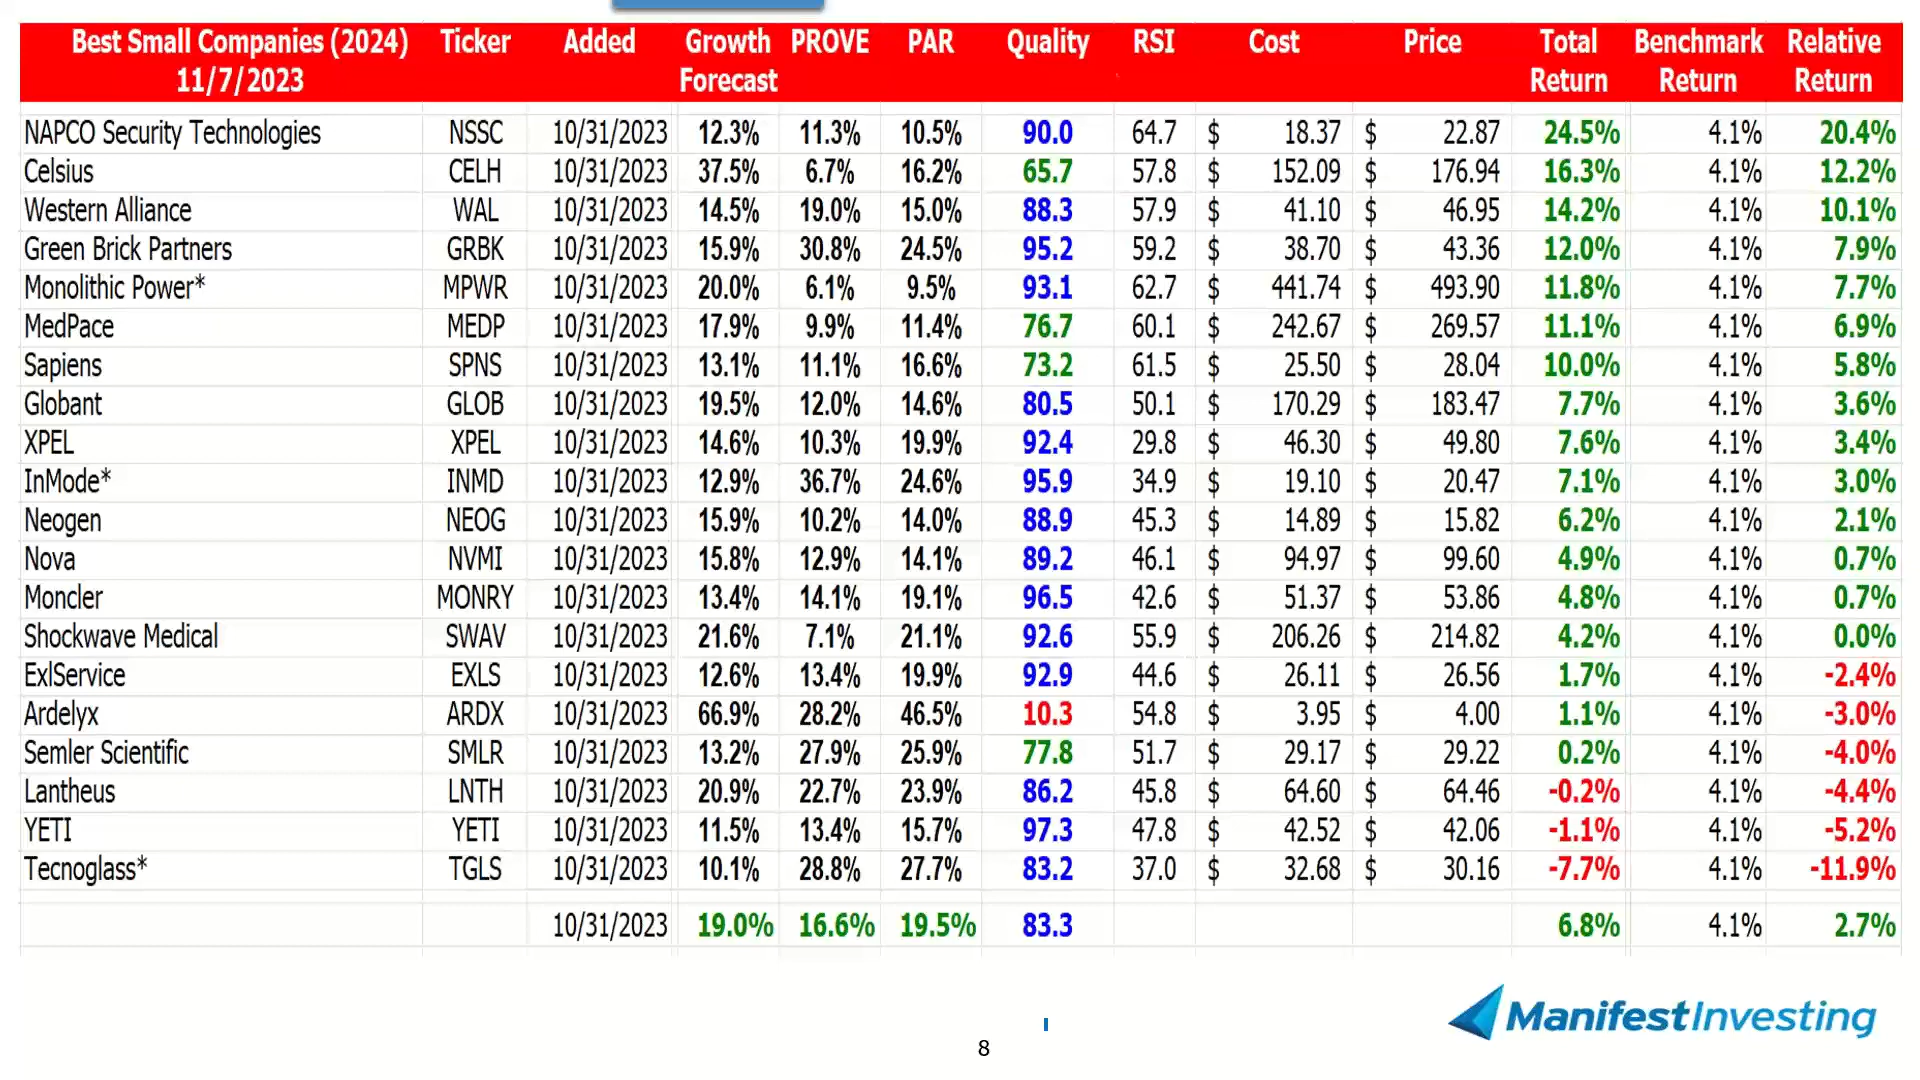 Best Small Companies (2024) Ticker Added Growth PROVE PAR Quality RSI Cost Price Total Benchmark Relative
11/7/2023 Forecast Return Return Return
NAPCO Security Technologies NSSC 10/31/2023 12.3% 11.3% 10.5% 90.0 64.7 $ 18.37 $ 22.87 24.5% 4.1% 20.4%
Celsius CELH 10/31/2023 37.5% 6.7% 16.2% 65.7 57.8 $ 152.09 $ 176.94 16.3% 4.1% 12.2%
Western Alliance WAL 10/31/2023 14.5% 19.0% 15.0% 88.3 57.9 $ 41.10 $ 46.95 14.2% 4.1% 10.1%
Green Brick Partners GRBK 10/31/2023 15.9% 30.8% 24.5% 95.2 59.2 $ 38.70 $ 43.36 12.0% 4.1% 7.9%
Monolithic Power* MPWR 10/31/2023 20.0% 6.1% 9.5% 93.1 62.7 $ 441.74 $ 493.90 11.8% 4.1% 7.7%
MedPace MEDP 10/31/2023 17.9% 9.9% 11.4% 76.7 60.1 $ 242.67 $ 269.57 11.1% 4.1% 6.9%
Sapiens SPNS 10/31/2023 13.1% 11.1% 16.6% 73.2 61.5 $ 25.50 $ 28.04 10.0% 4.1% 5.8%
Globant GLOB 10/31/2023 19.5% 12.0% 14.6% 80.5 50.1 $ 170.29 $ 183.47 7.7% 4.1% 3.6%
XPEL XPEL 10/31/2023 14.6% 10.3% 19.9% 92.4 29.8 $ 46.30 $ 49.80 7.6% 4.1% 3.4%
InMode* INMD 10/31/2023 12.9% 36.7% 24.6% 95.9 34.9 $ 19.10 $ 20.47 7.1% 4.1% 3.0%
Neogen NEOG 10/31/2023 15.9% 10.2% 14.0% 88.9 45.3 $ 14.89 $ 15.82 6.2% 4.1% 2.1%
Nova NVMI 10/31/2023 15.8% 12.9% 14.1% 89.2 46.1 $ 94.97 $ 99.60 4.9% 4.1% 0.7%
Moncler MONRY 10/31/2023 13.4% 14.1% 19.1% 96.5 42.6 $ 51.37 $ 53.86 4.8% 4.1% 0.7%
Shockwave Medical SWAV 10/31/2023 21.6% 7.1% 21.1% 92.6 55.9 $ 206.26 $ 214.82 4.2% 4.1% 0.0%
ExlService EXLS 10/31/2023 12.6% 13.4% 19.9% 92.9 44.6 $ 26.11 $ 26.56 1.7% 4.1% -2.4%
Ardelyx ARDX 10/31/2023 66.9% 28.2% 46.5% 10.3 54.8 $ 3.95 $ 4.00 1.1% 4.1% -3.0%
Semler Scientific SMLR 10/31/2023 13.2% 27.9% 25.9% 77.8 51.7 $ 29.17 $ 29.22 0.2% 4.1% -4.0%
Lantheus LNTH 10/31/2023 20.9% 22.7% 23.9% 86.2 45.8 $ 64.60 $ 64.46 -0.2% 4.1% -4.4%
YETI YETI 10/31/2023 11.5% 13.4% 15.7% 97.3 47.8 $ 42.52 $ 42.06 -1.1% 4.1% -5.2%
Tecnoglass* TGLS 10/31/2023 10.1% 28.8% 27.7% 83.2 37.0 $ 32.68 $ 30.16 -7.7% 4.1% -11.9%
10/31/2023 19.0% 16.6% 19.5% 83.3 6.8% 4.1% 2.7%
ManifestInvesting
8